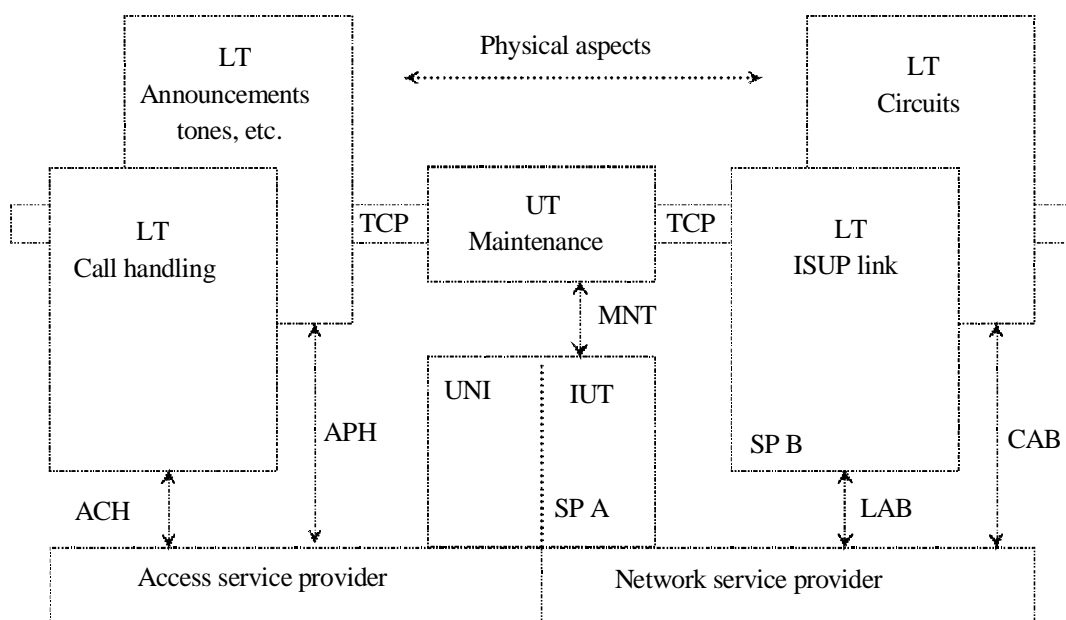 Physical aspects
LT
Announcements
tones, etc.
LT
Circuits
LT
Call handling
TCP
UT
Maintenance
TCP
LT
ISUP link
MNT
UNI
IUT
APH
SP B
CAB
ACH
SP A
LAB
Access service provider
Network service provider